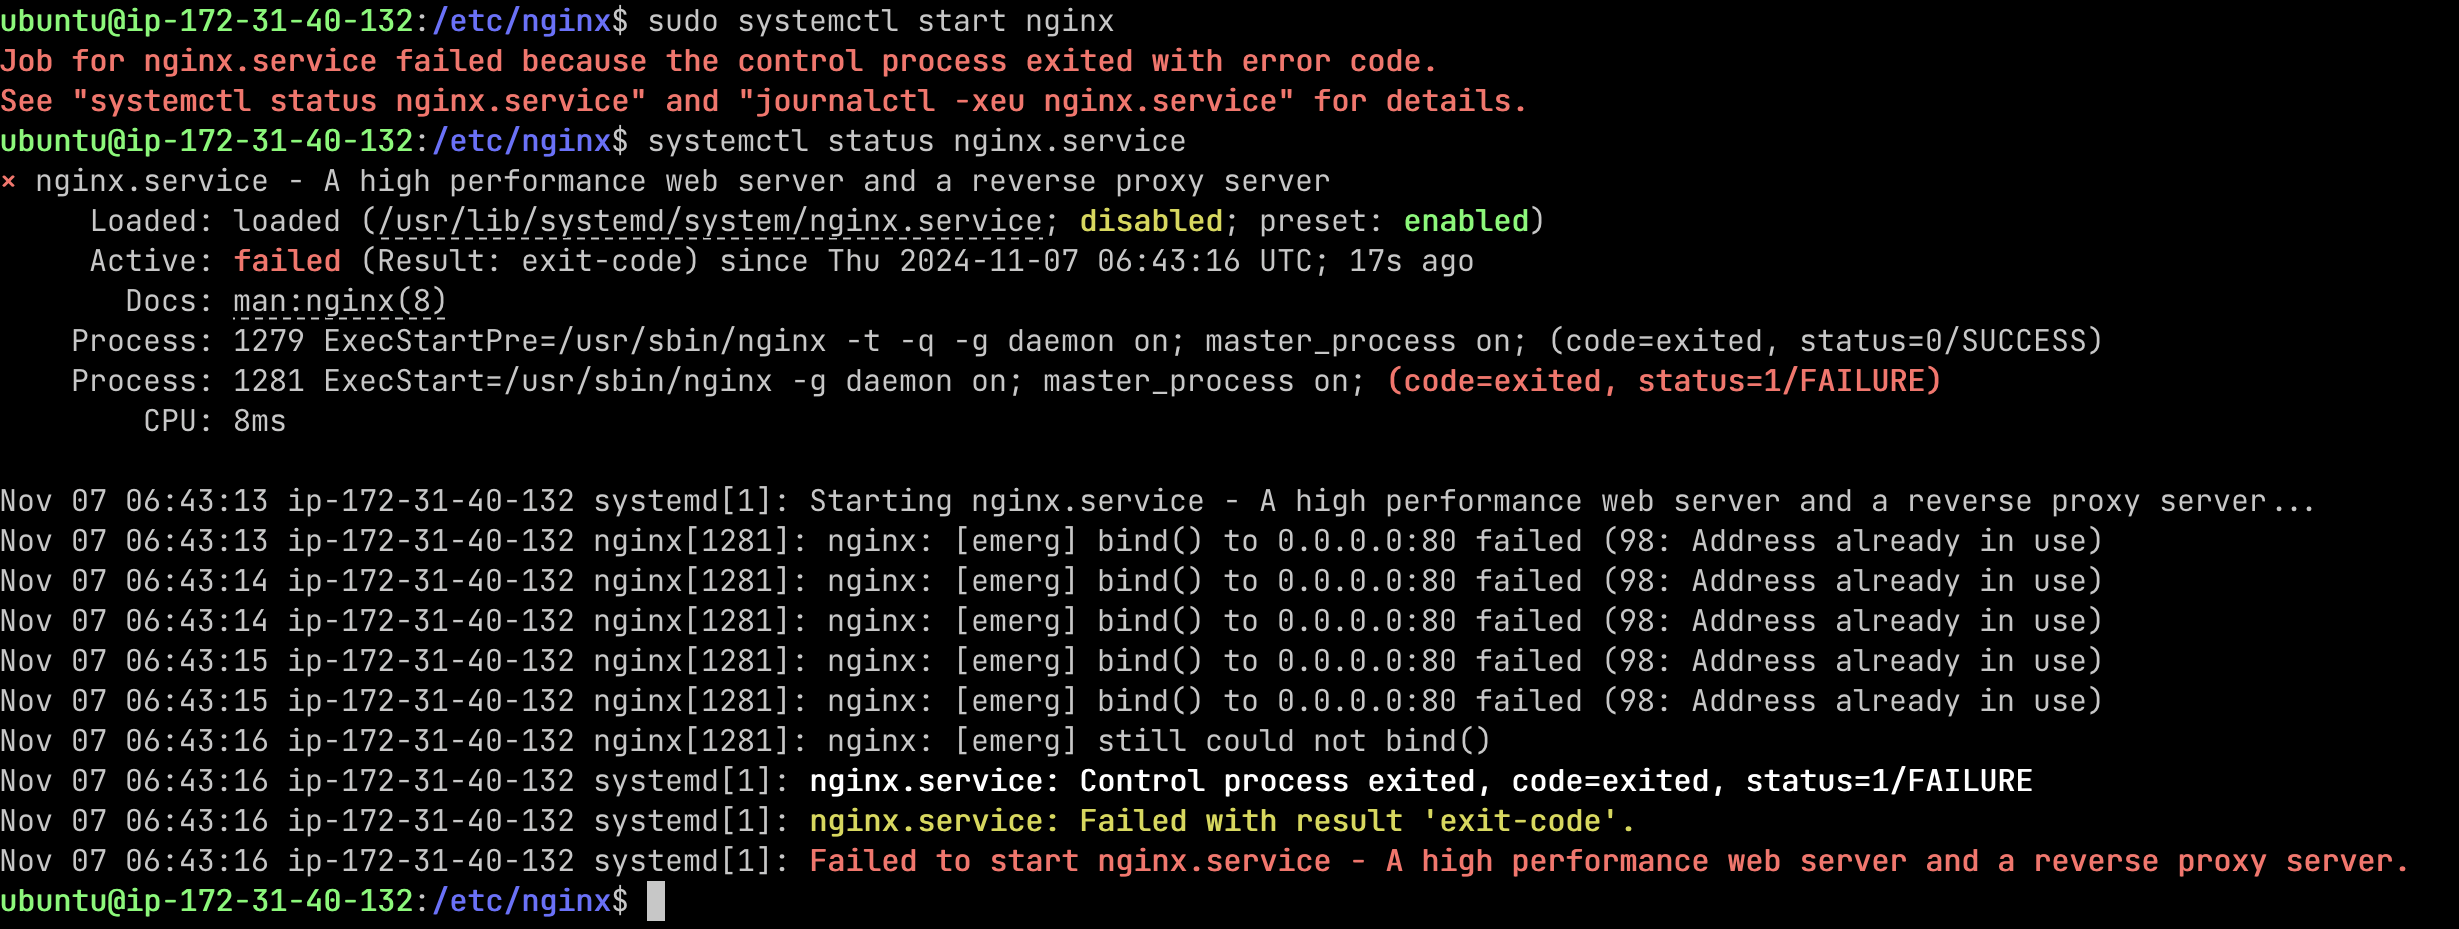 ubuntu@ip-172-31-40-132:/etc/nginx$ sudo systemctl start nginx
Job for nginx.service failed because the control process exited with error code.
See "systemctl status nginx.service" and "journalctl -xeu nginx.service" for details.
ubuntu@ip-172-31-40-132:/etc/nginx$ systemctl status nginx.service
× nginx.service - A high performance web server and a reverse proxy server
     Loaded: loaded (/usr/lib/systemd/system/nginx.service; disabled; preset: enabled)
     Active: failed (Result: exit-code) since Thu 2024-11-07 06:43:16 UTC; 17s ago
       Docs: man:nginx(8)
    Process: 1279 ExecStartPre=/usr/sbin/nginx -t -q -g daemon on; master_process on; (code=exited, status=0/SUCCESS)
    Process: 1281 ExecStart=/usr/sbin/nginx -g daemon on; master_process on; (code=exited, status=1/FAILURE)
        CPU: 8ms

Nov 07 06:43:13 ip-172-31-40-132 systemd[1]: Starting nginx.service - A high performance web server and a reverse proxy server...
Nov 07 06:43:13 ip-172-31-40-132 nginx[1281]: nginx: [emerg] bind() to 0.0.0.0:80 failed (98: Address already in use)
Nov 07 06:43:14 ip-172-31-40-132 nginx[1281]: nginx: [emerg] bind() to 0.0.0.0:80 failed (98: Address already in use)
Nov 07 06:43:14 ip-172-31-40-132 nginx[1281]: nginx: [emerg] bind() to 0.0.0.0:80 failed (98: Address already in use)
Nov 07 06:43:15 ip-172-31-40-132 nginx[1281]: nginx: [emerg] bind() to 0.0.0.0:80 failed (98: Address already in use)
Nov 07 06:43:15 ip-172-31-40-132 nginx[1281]: nginx: [emerg] bind() to 0.0.0.0:80 failed (98: Address already in use)
Nov 07 06:43:16 ip-172-31-40-132 nginx[1281]: nginx: [emerg] still could not bind()
Nov 07 06:43:16 ip-172-31-40-132 systemd[1]: nginx.service: Control process exited, code=exited, status=1/FAILURE
Nov 07 06:43:16 ip-172-31-40-132 systemd[1]: nginx.service: Failed with result 'exit-code'.
Nov 07 06:43:16 ip-172-31-40-132 systemd[1]: Failed to start nginx.service - A high performance web server and a reverse proxy server.
ubuntu@ip-172-31-40-132:/etc/nginx$